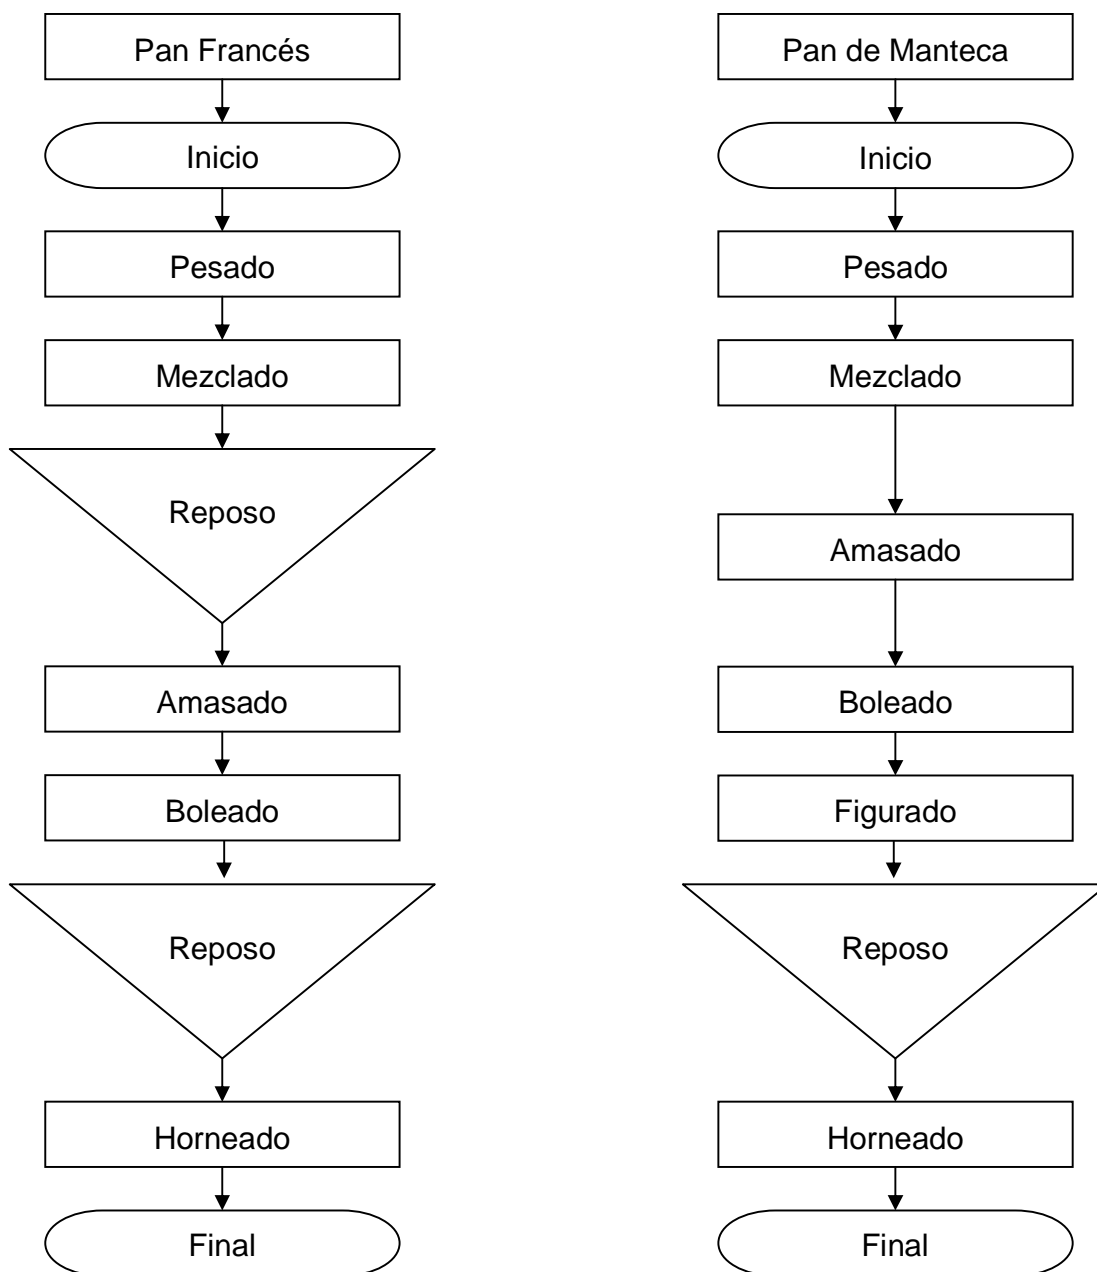 Pan Francés
Inicio
Pesado
Mezclado
Reposo
Amasado
Boleado
Reposo
Horneado
Final
Pan de Manteca
Inicio
Pesado
Mezclado
Amasado
Boleado
Figurado
Reposo
Horneado
Final